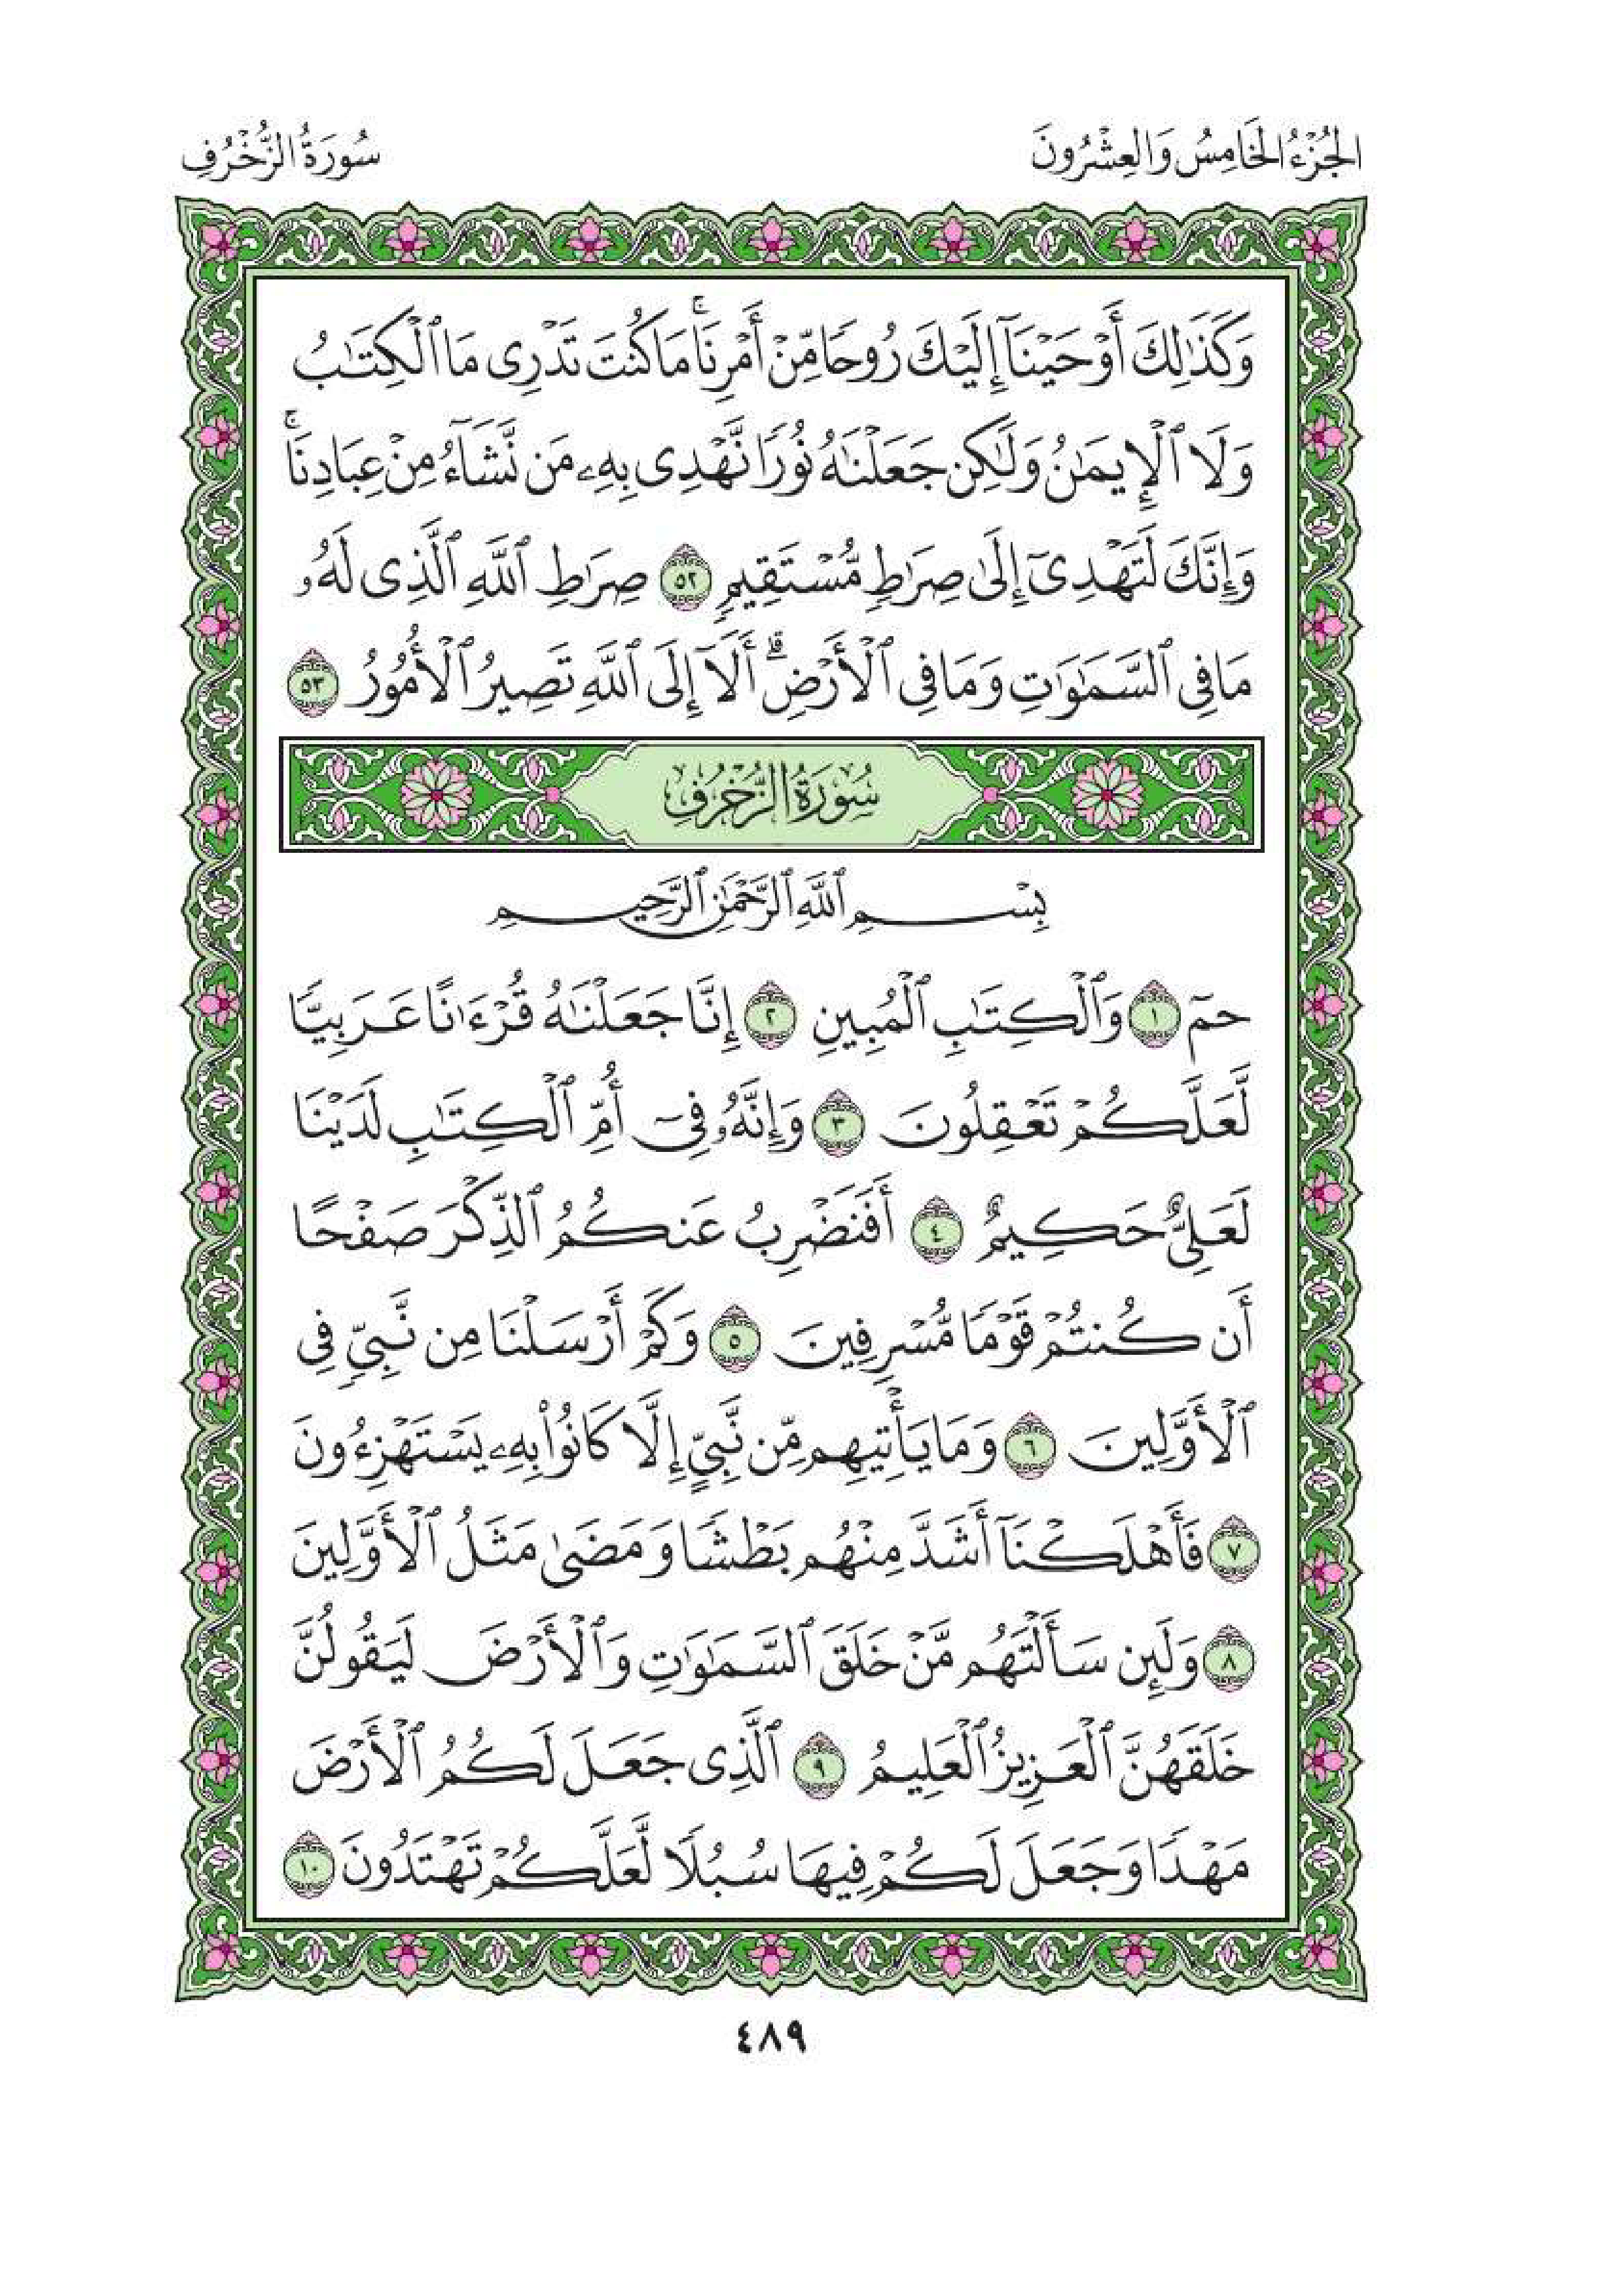 الجُزْءُ الخَامِسُ وَالعِشْرُونَ
سُورَةُ الزُّخْرُفِ
وَكَذَٰلِكَ أَوْحَيْنَآ إِلَيْكَ رُوحًا مِّنْ أَمْرِنَا ۚ مَا كُنتَ تَدْرِى مَا ٱلْكِتَـٰبُ
وَلَا ٱلْإِيمَـٰنُ وَلَـٰكِن جَعَلْنَـٰهُ نُورًا نَّهْدِى بِهِۦ مَن نَّشَآءُ مِنْ عِبَادِنَا ۚ
وَإِنَّكَ لَتَهْدِىٓ إِلَىٰ صِرَٰطٍ مُّسْتَقِيمٍ ٥٢ صِرَٰطِ ٱللَّهِ ٱلَّذِى لَهُۥ
مَا فِى ٱلسَّمَـٰوَٰتِ وَمَا فِى ٱلْأَرْضِ ۗ أَلَآ إِلَى ٱللَّهِ تَصِيرُ ٱلْأُمُورُ ٥٣
سُورَةُ الزُّخْرُفِ
بِسْمِ ٱللَّهِ ٱلرَّحْمَـٰنِ ٱلرَّحِيمِ
حمٓ ١ وَٱلْكِتَـٰبِ ٱلْمُبِينِ ٢ إِنَّا جَعَلْنَـٰهُ قُرْءَٰنًا عَرَبِيًّا
لَّعَلَّكُمْ تَعْقِلُونَ ٣ وَإِنَّهُۥ فِىٓ أُمِّ ٱلْكِتَـٰبِ لَدَيْنَا
لَعَلِىٌّ حَكِيمٌ ٤ أَفَنَضْرِبُ عَنكُمُ ٱلذِّكْرَ صَفْحًا
أَن كُنتُمْ قَوْمًا مُّسْرِفِينَ ٥ وَكَمْ أَرْسَلْنَا مِن نَّبِىٍّ فِى
ٱلْأَوَّلِينَ ٦ وَمَا يَأْتِيهِم مِّن نَّبِىٍّ إِلَّا كَانُوا۟ بِهِۦ يَسْتَهْزِءُونَ
٧ فَأَهْلَكْنَآ أَشَدَّ مِنْهُم بَطْشًا وَمَضَىٰ مَثَلُ ٱلْأَوَّلِينَ
٨ وَلَئِن سَأَلْتَهُم مَّنْ خَلَقَ ٱلسَّمَـٰوَٰتِ وَٱلْأَرْضَ لَيَقُولُنَّ
خَلَقَهُنَّ ٱلْعَزِيزُ ٱلْعَلِيمُ ٩ ٱلَّذِى جَعَلَ لَكُمُ ٱلْأَرْضَ
مَهْدًا وَجَعَلَ لَكُمْ فِيهَا سُبُلًا لَّعَلَّكُمْ تَهْتَدُونَ ١٠
٤٨٩